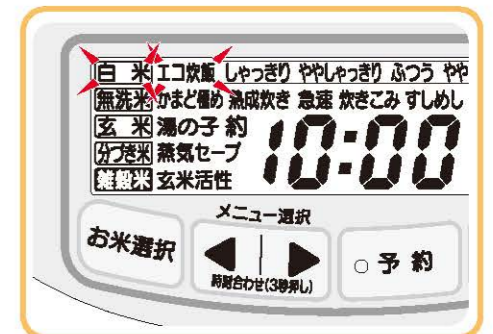 白米 エコ炊飯 しゃっきり ややしゃっきり ふつう やや
無洗米 かまど極め 熟成炊き 急速 炊きこみ すしめし
玄米 湯の子 約
分づき米 蒸気セーブ
雑穀米 玄米活性
10:00
お米選択
メニュー選択
時刻合わせ(3秒押し)
予約